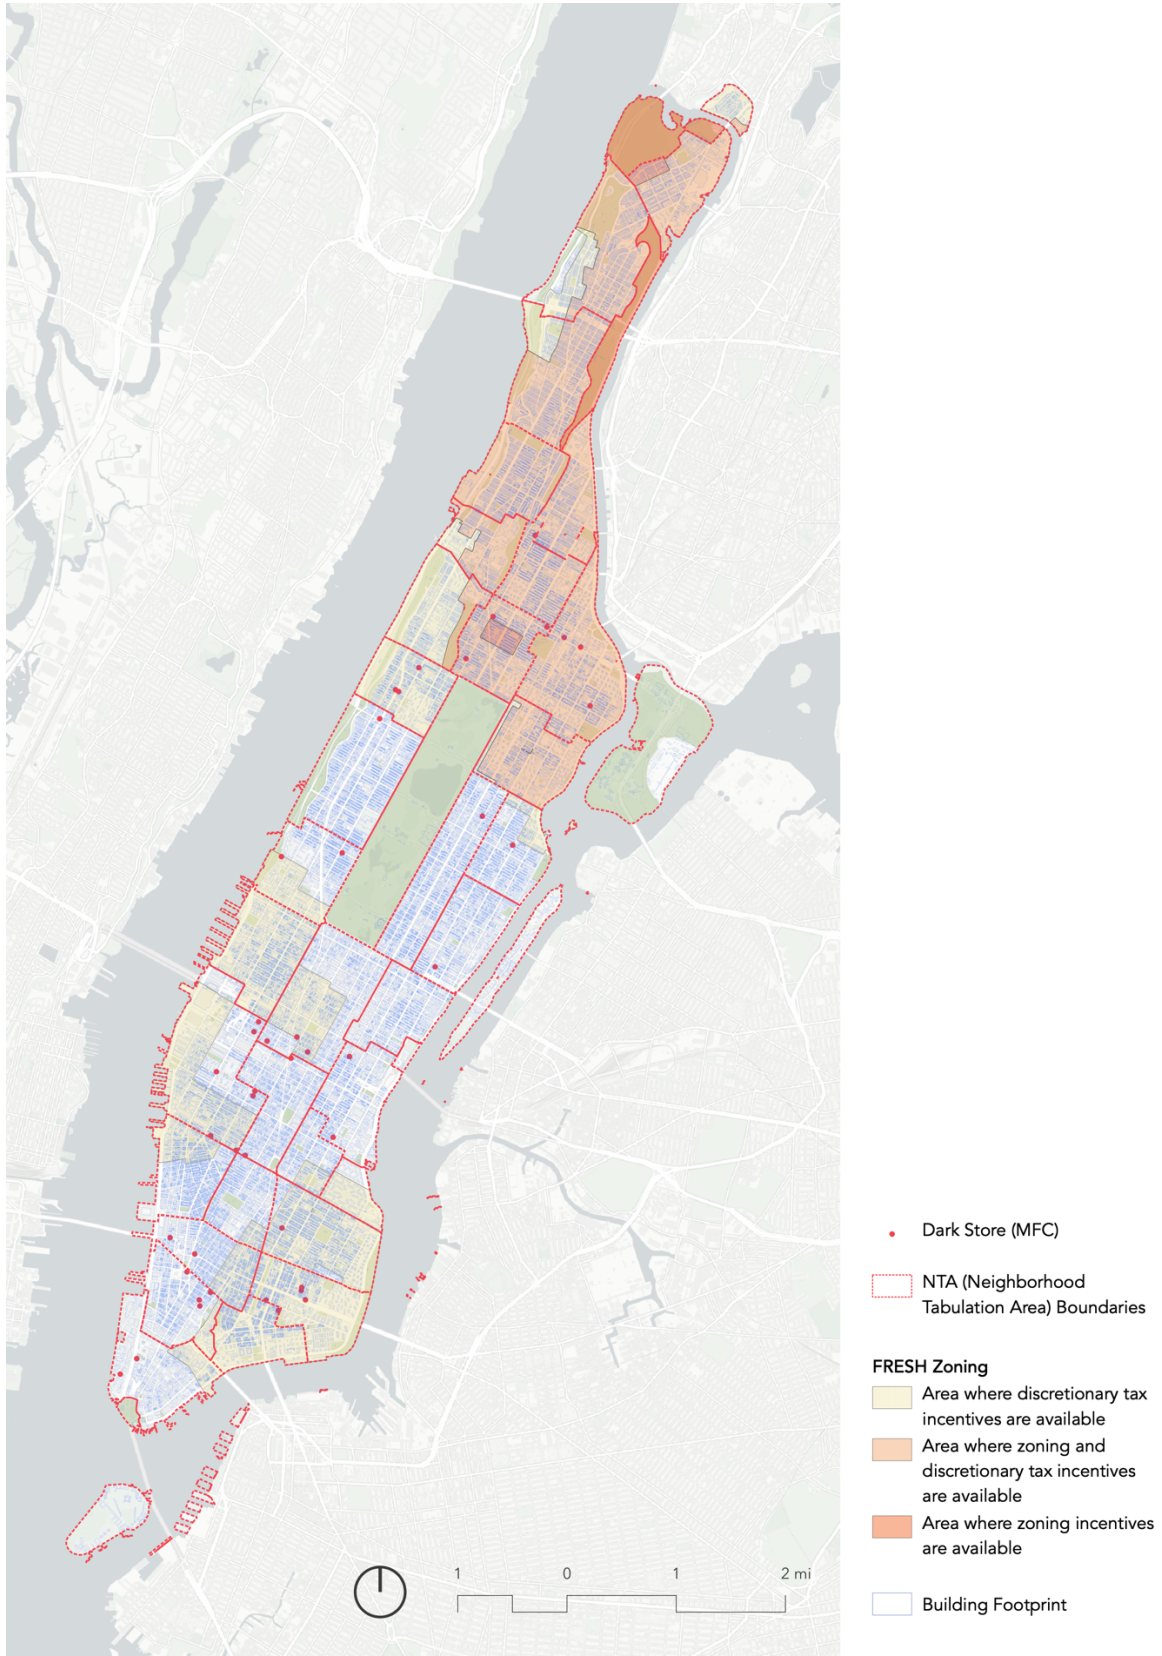 Dark Store (MFC)
NTA (Neighborhood
Tabulation Area) Boundaries
FRESH Zoning
Area where discretionary tax
incentives are available
Area where zoning and
discretionary tax incentives
are available
Area where zoning incentives
are available
Building Footprint
1 0 1 2 mi